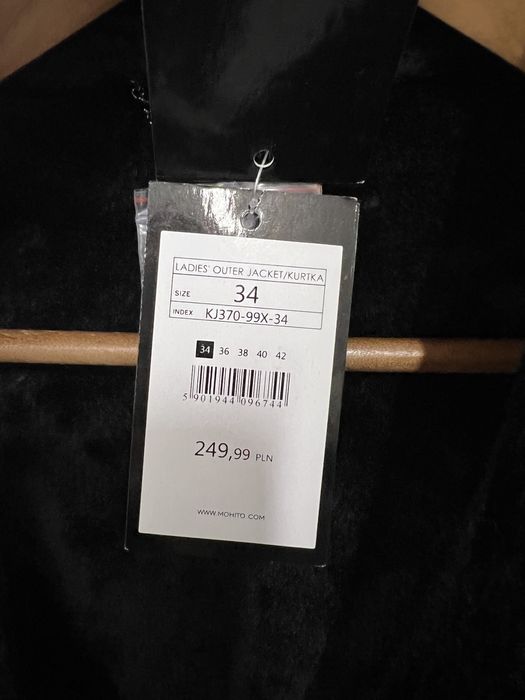 LADIES' OUTER JACKET/KURTKA
SIZE 34
INDEX KJ370-99X-34
34 36 38 40 42
5 901944 096744
249,99 PLN
WWW.MOHITO.COM